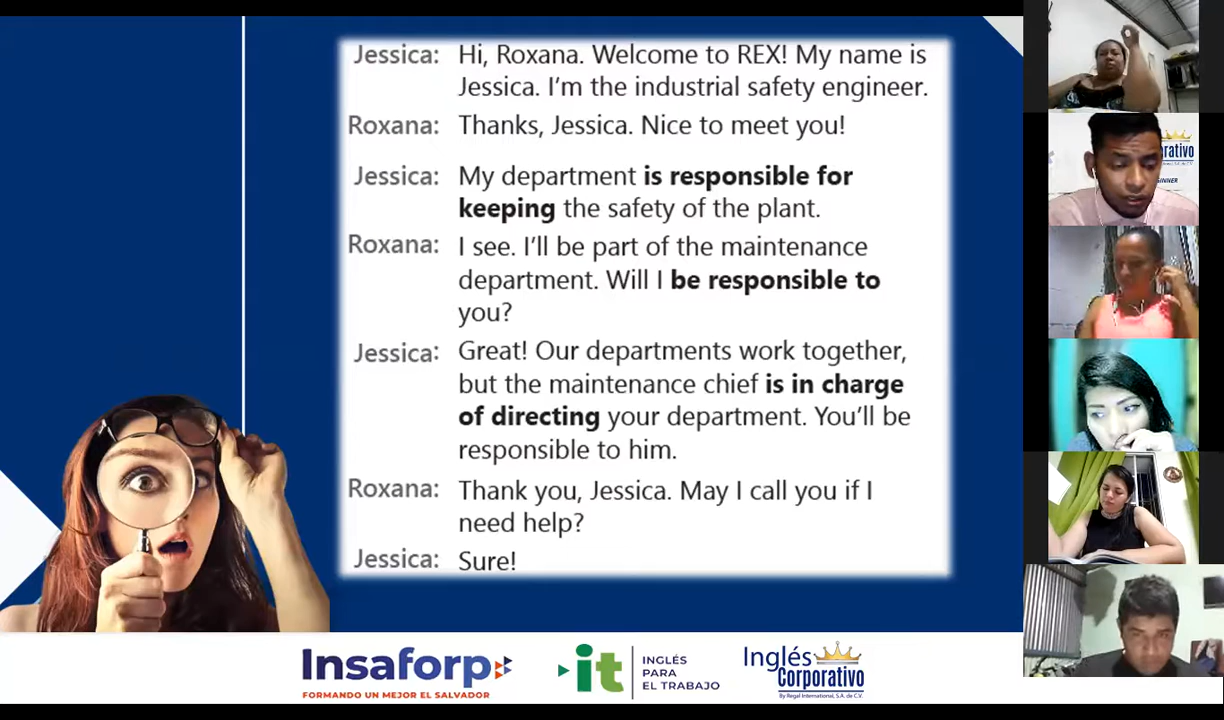 Jessica: Hi, Roxana. Welcome to REX! My name is
Jessica. I'm the industrial safety engineer.
Roxana: Thanks, Jessica. Nice to meet you!
Jessica: My department is responsible for
keeping the safety of the plant.
Roxana: I see. I'll be part of the maintenance
department. Will I be responsible to
you?
Jessica: Great! Our departments work together,
but the maintenance chief is in charge
of directing your department. You'll be
responsible to him.
Roxana: Thank you, Jessica. May I call you if I
need help?
Jessica: Sure!
Insaforp
FORMANDO UN MEJOR EL SALVADOR
it
INGLÉS
PARA
EL TRABAJO
Inglés
Corporativo
By Regal International, S.A. de C.V.